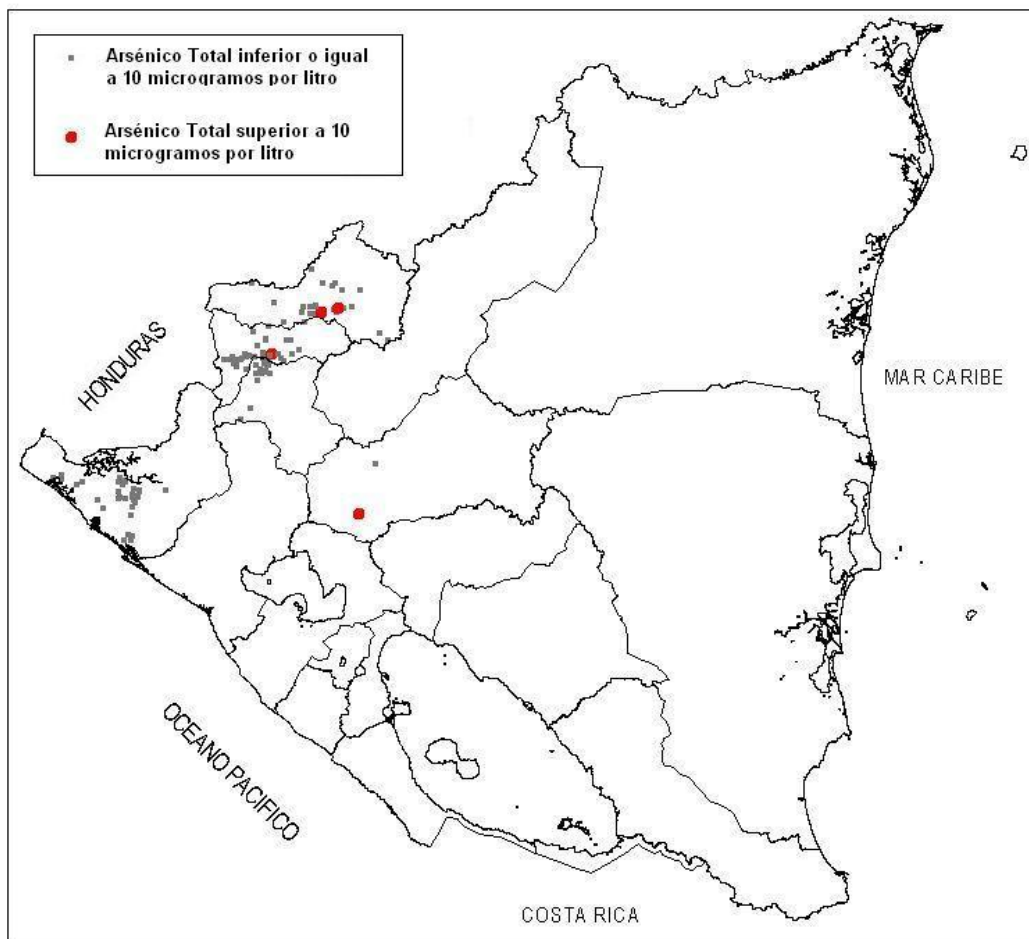 Arsénico Total inferior o igual
a 10 microgramos por litro
Arsénico Total superior a 10
microgramos por litro
HONDURAS
MAR CARIBE
OCEANO PACIFICO
COSTA RICA